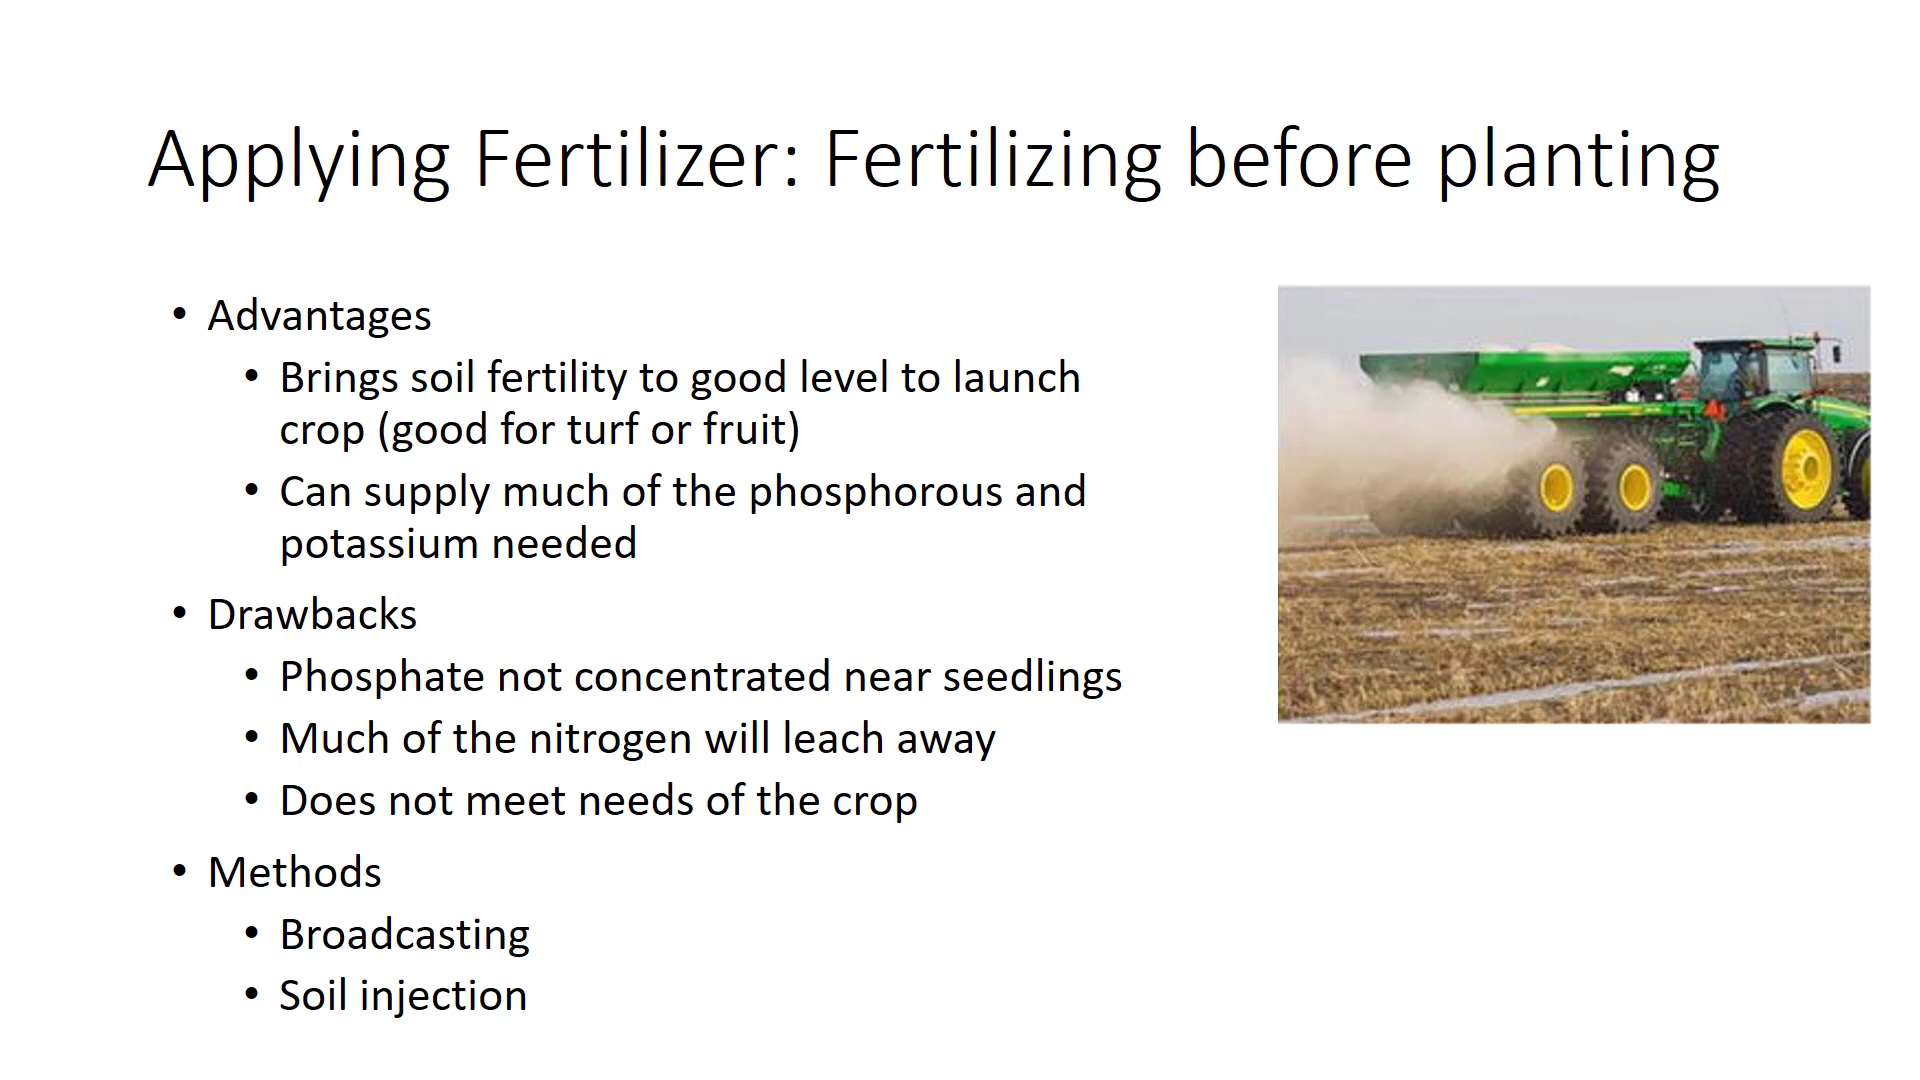 Applying Fertilizer: Fertilizing before planting
• Advantages
• Brings soil fertility to good level to launch
crop (good for turf or fruit)
• Can supply much of the phosphorous and
potassium needed
• Drawbacks
• Phosphate not concentrated near seedlings
• Much of the nitrogen will leach away
• Does not meet needs of the crop
• Methods
• Broadcasting
• Soil injection